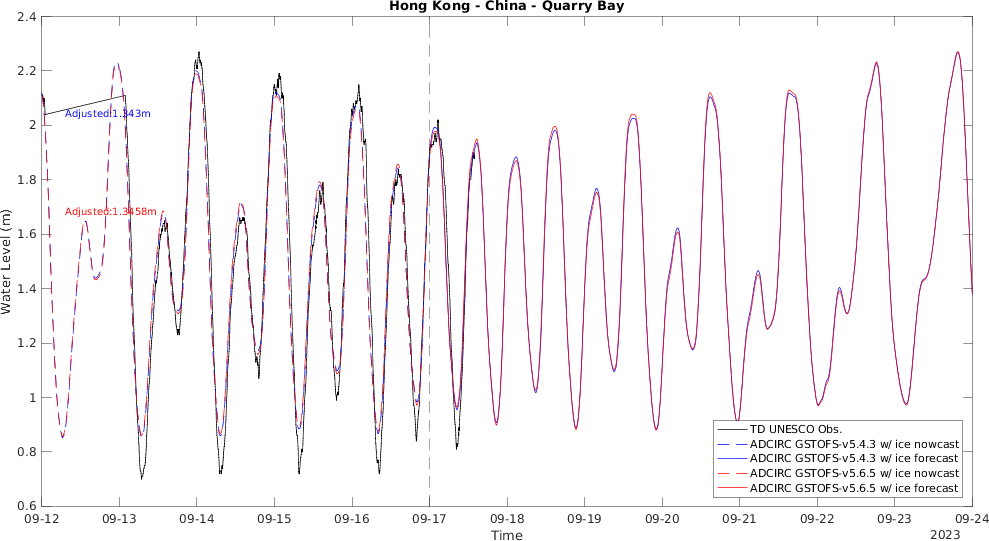 Hong Kong - China - Quarry Bay
2.4
2.2
2
1.8
1.6
1.4
1.2
1
0.8
0.6
Water Level (m)
Adjusted:1.343m
Adjusted:1.3458m
TD UNESCO Obs.
ADCIRC GSTOFS-v5.4.3 w/ ice nowcast
ADCIRC GSTOFS-v5.4.3 w/ ice forecast
ADCIRC GSTOFS-v5.6.5 w/ ice nowcast
ADCIRC GSTOFS-v5.6.5 w/ ice forecast
09-12 09-13 09-14 09-15 09-16 09-17 09-18 09-19 09-20 09-21 09-22 09-23 09-24
Time
2023